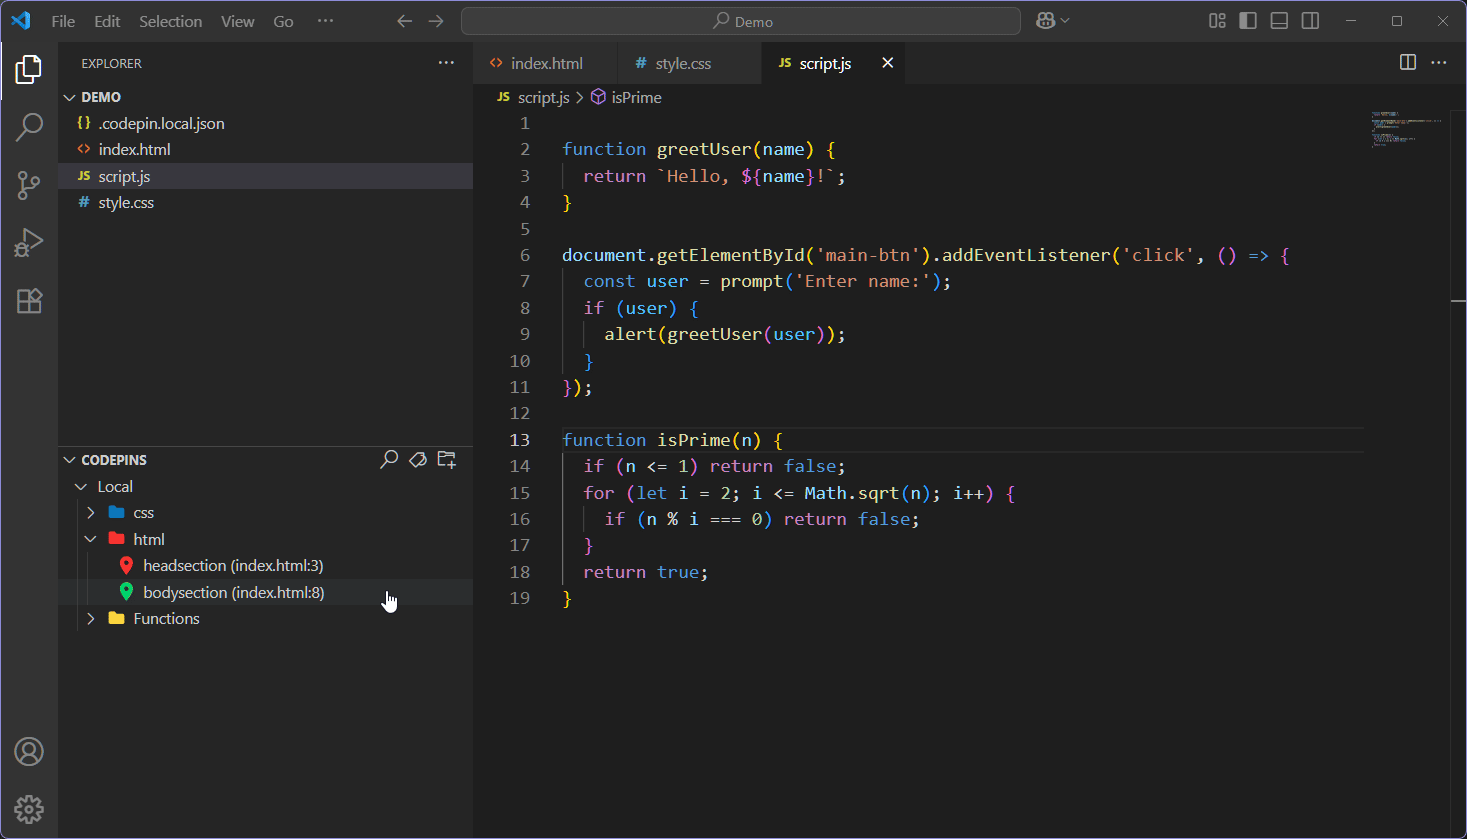 File Edit Selection View Go ···
Demo
EXPLORER
DEMO
{} .codepin.local.json
<> index.html
JS script.js
# style.css
CODEPINS
Local
css
html
headsection (index.html:3)
bodysection (index.html:8)
Functions
<> index.html # style.css JS script.js
JS script.js > isPrime
1
2 function greetUser(name) {
3 return `Hello, ${name}!`;
4 }
5
6 document.getElementById('main-btn').addEventListener('click', () => {
7 const user = prompt('Enter name:');
8 if (user) {
9 alert(greetUser(user));
10 }
11 });
12
13 function isPrime(n) {
14 if (n <= 1) return false;
15 for (let i = 2; i <= Math.sqrt(n); i++) {
16 if (n % i === 0) return false;
17 }
18 return true;
19 }